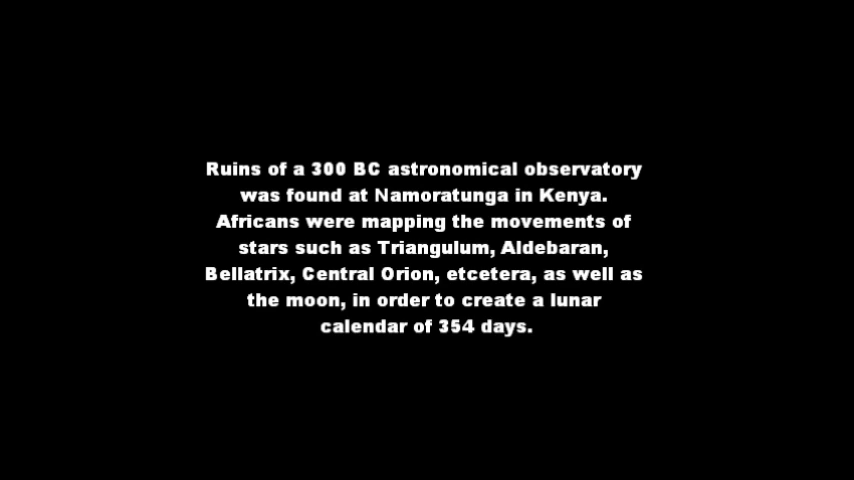 Ruins of a 300 BC astronomical observatory
was found at Namoratunga in Kenya.
Africans were mapping the movements of
stars such as Triangulum, Aldebaran,
Bellatrix, Central Orion, etcetera, as well as
the moon, in order to create a lunar
calendar of 354 days.